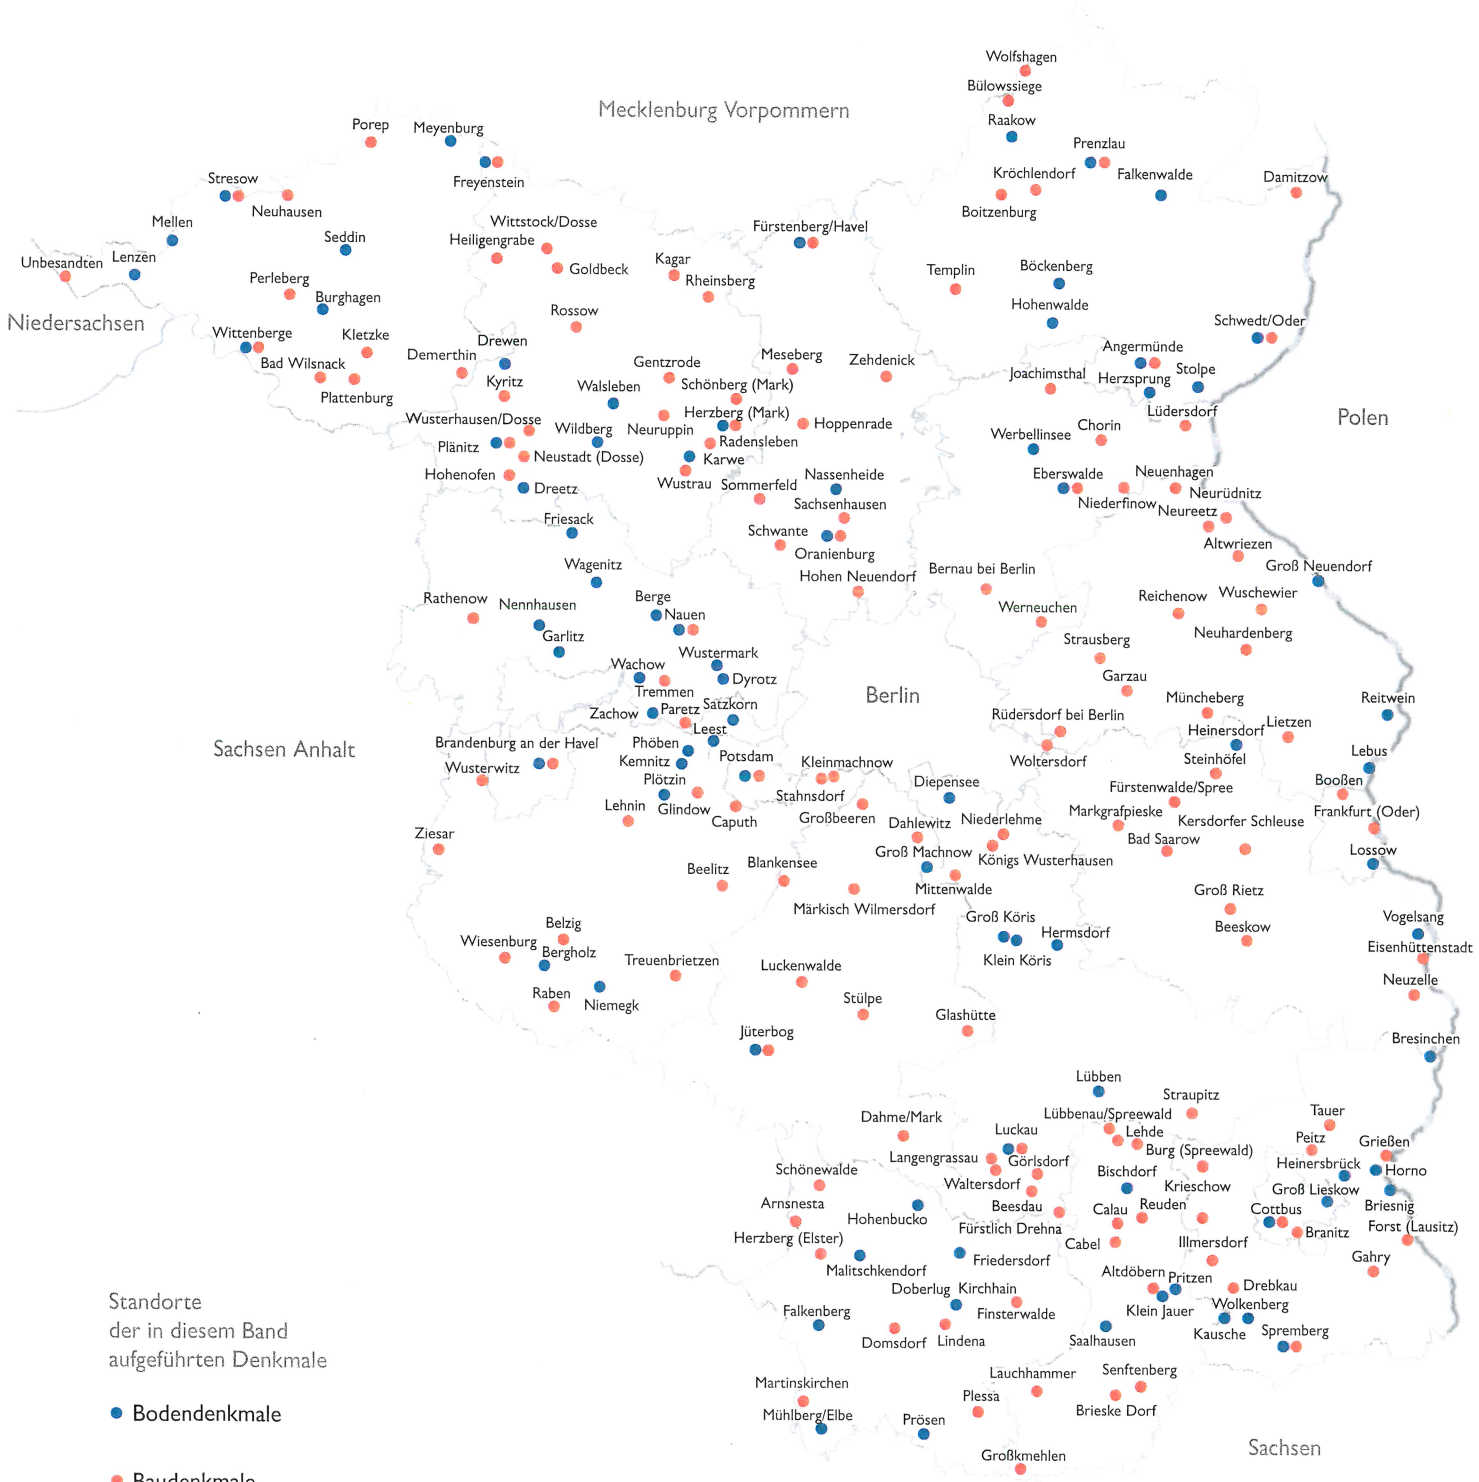 Wolfshagen
Bülowssiege
Mecklenburg Vorpommern
Raakow
Porep
Meyenburg
Prenzlau
Freyenstein
Kröchlendorf
Falkenwalde
Damitzow
Stresow
Neuhausen
Boitzenburg
Mellen
Wittstock/Dosse
Fürstenberg/Havel
Seddin
Heiligengrabe
Unbesandten
Lenzen
Goldbeck
Kagar
Rheinsberg
Templin
Böckenberg
Perleberg
Burghagen
Hohenwalde
Niedersachsen
Rossow
Schwedt/Oder
Wittenberge
Kletzke
Drewen
Demerthin
Angermünde
Bad Wilsnack
Gentzrode
Meseberg
Zehdenick
Joachimsthal
Herzsprung
Stolpe
Plattenburg
Kyritz
Walsleben
Schönberg (Mark)
Lüdersdorf
Polen
Wusterhausen/Dosse
Wildberg
Neuruppin
Herzberg (Mark)
Hoppenrade
Werbellinsee
Chorin
Plänitz
Neustadt (Dosse)
Radensleben
Karwe
Hohenofen
Dreetz
Wustrau
Sommerfeld
Nassenheide
Eberswalde
Neuenhagen
Niederfinow
Neurüdnitz
Neureetz
Sachsenhausen
Friesack
Schwante
Oranienburg
Altwriezen
Wagenitz
Hohen Neuendorf
Bernau bei Berlin
Groß Neuendorf
Rathenow
Nennhausen
Berge
Nauen
Werneuchen
Reichenow
Wuschewier
Garlitz
Strausberg
Neuhardenberg
Wustermark
Wachow
Dyrotz
Garzau
Tremmen
Berlin
Müncheberg
Reitwein
Zachow
Paretz
Satzkorn
Rüdersdorf bei Berlin
Heinersdorf
Lietzen
Leest
Sachsen Anhalt
Brandenburg an der Havel
Phöben
Lebus
Wusterwitz
Kemnitz
Potsdam
Kleinmachnow
Woltersdorf
Steinhöfel
Plötzin
Stahnsdorf
Diepensee
Fürstenwalde/Spree
Booßen
Lehnin
Glindow
Caputh
Großbeeren
Dahlewitz
Niederlehme
Markgrafpieske
Kersdorfer Schleuse
Frankfurt (Oder)
Ziesar
Groß Machnow
Königs Wusterhausen
Bad Saarow
Lossow
Beelitz
Blankensee
Mittenwalde
Märkisch Wilmersdorf
Groß Rietz
Belzig
Groß Köris
Hermsdorf
Beeskow
Vogelsang
Wiesenburg
Bergholz
Klein Köris
Eisenhüttenstadt
Treuenbrietzen
Luckenwalde
Neuzelle
Raben
Niemegk
Stülpe
Glashütte
Jüterbog
Bresinchen
Lübben
Straupitz
Dahme/Mark
Lübbenau/Spreewald
Tauer
Luckau
Lehde
Peitz
Grießen
Langengrassau
Görlsdorf
Burg (Spreewald)
Heinersbrück
Horno
Schönewalde
Waltersdorf
Bischdorf
Krieschow
Groß Lieskow
Arnsnesta
Beesdau
Calau
Reuden
Cottbus
Briesnig
Hohenbucko
Fürstlich Drehna
Branitz
Forst (Lausitz)
Herzberg (Elster)
Cabel
Illmersdorf
Gahry
Malitschkendorf
Friedersdorf
Altdöbern
Pritzen
Drebkau
Doberlug
Kirchhain
Klein Jauer
Wolkenberg
Standorte
der in diesem Band
aufgeführten Denkmale
Falkenberg
Finsterwalde
Kausche
Spremberg
Domsdorf
Lindena
Saalhausen
Martinskirchen
Lauchhammer
Senftenberg
Bodendenkmale
Mühlberg/Elbe
Plessa
Brieske Dorf
Prösen
Sachsen
Großkmehlen
Baudenkmale